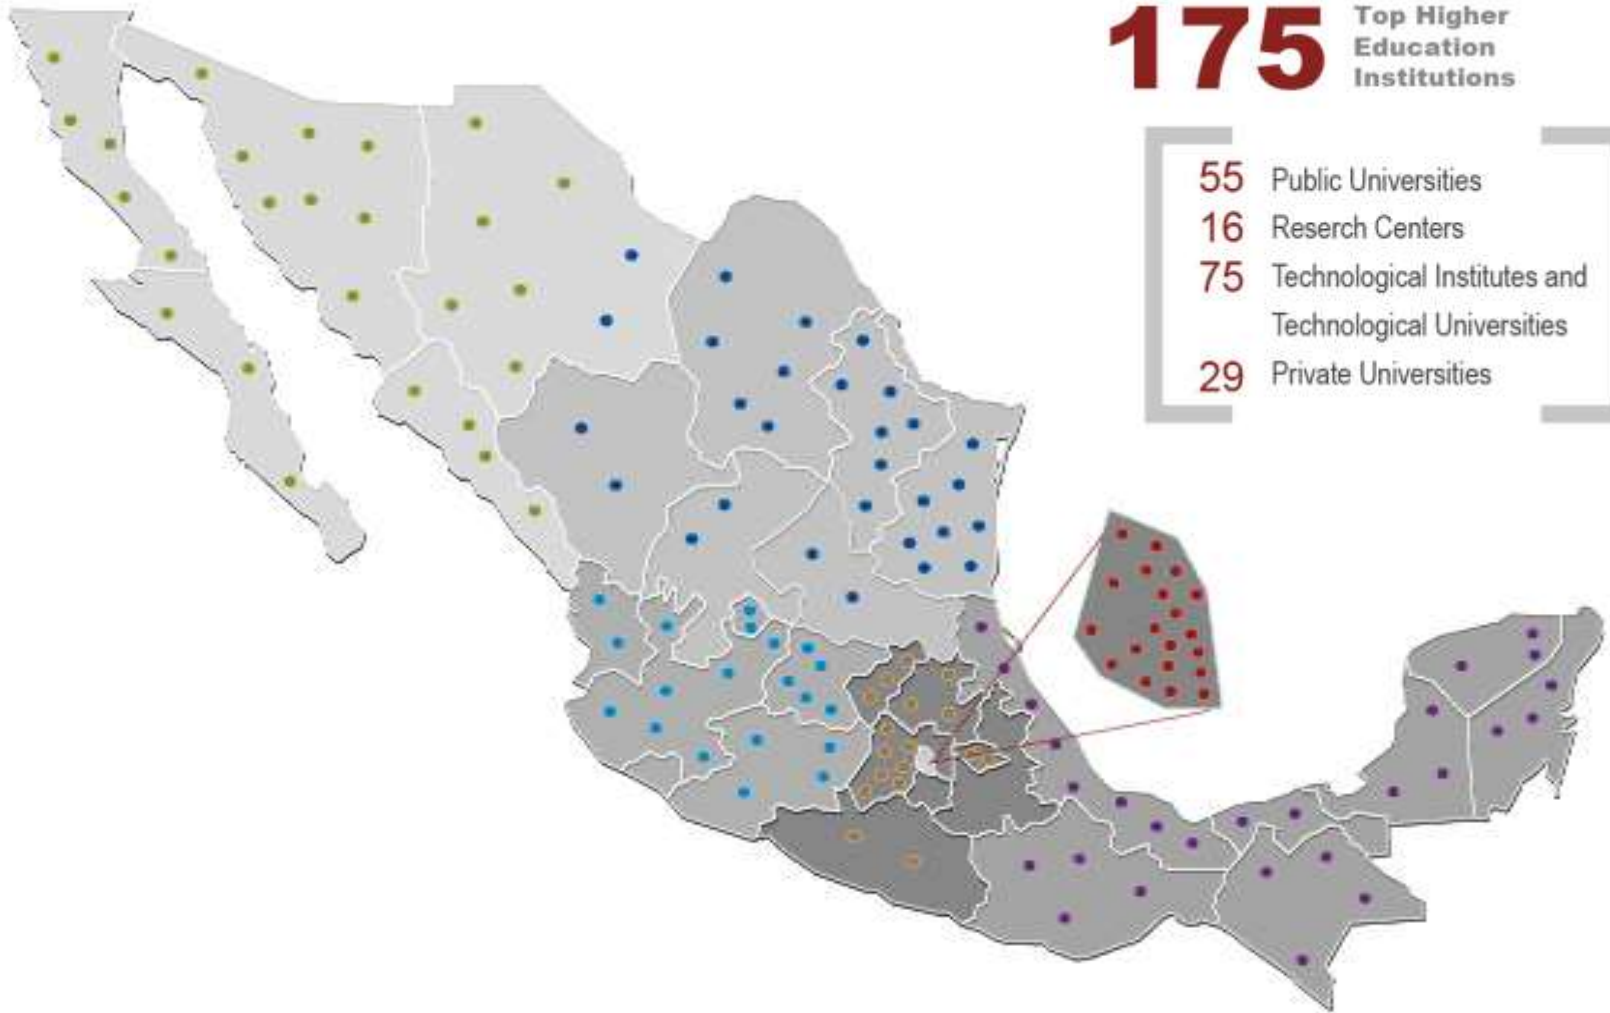 175 Top Higher
Education
Institutions
55 Public Universities
16 Reserch Centers
75 Technological Institutes and
Technological Universities
29 Private Universities